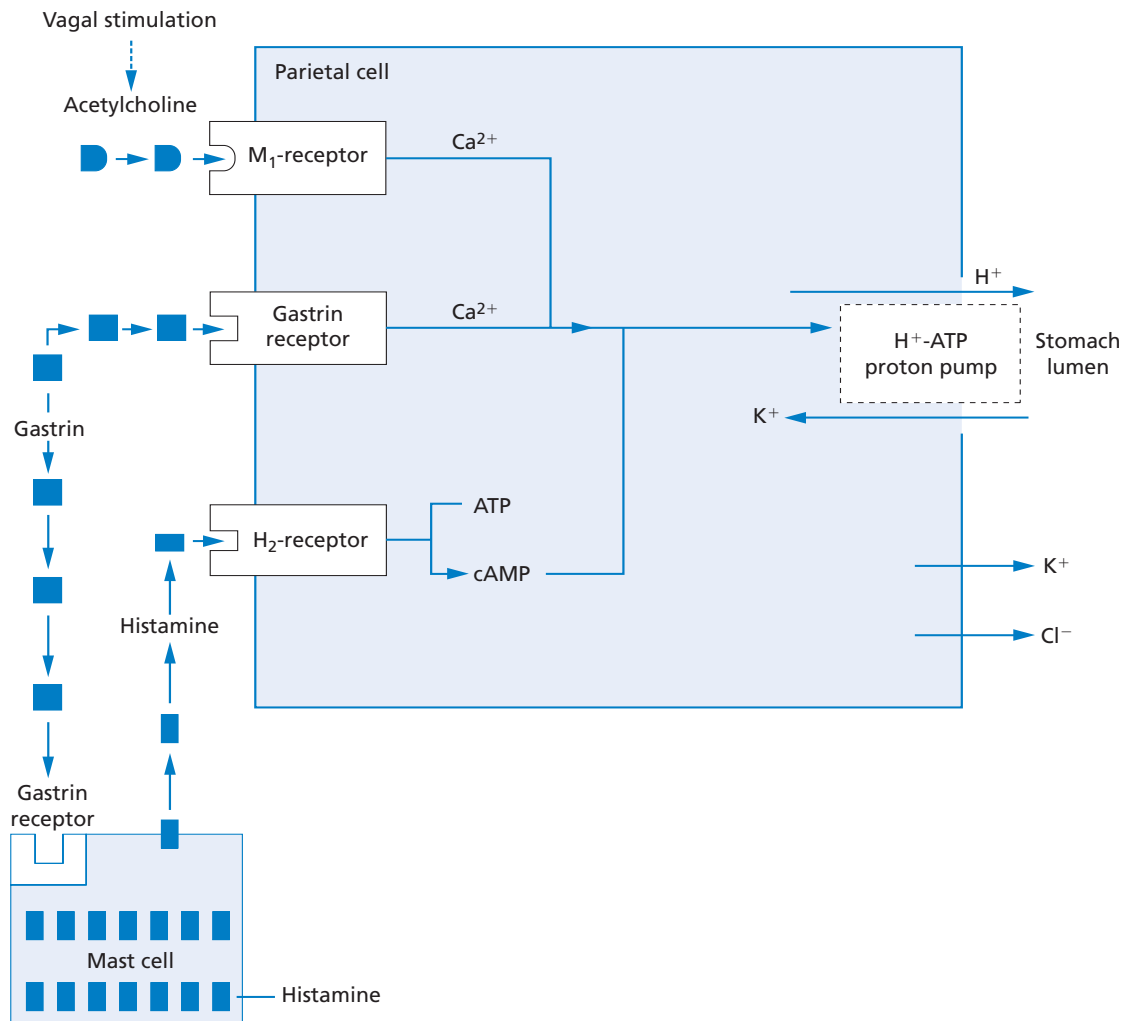 Vagal stimulation
Acetylcholine
Parietal cell
M₁-receptor
Ca²⁺
Gastrin
receptor
Ca²⁺
H⁺
H⁺-ATP
proton pump
Stomach
lumen
K⁺
Gastrin
H₂-receptor
ATP
cAMP
K⁺
Cl⁻
Histamine
Gastrin
receptor
Mast cell
Histamine